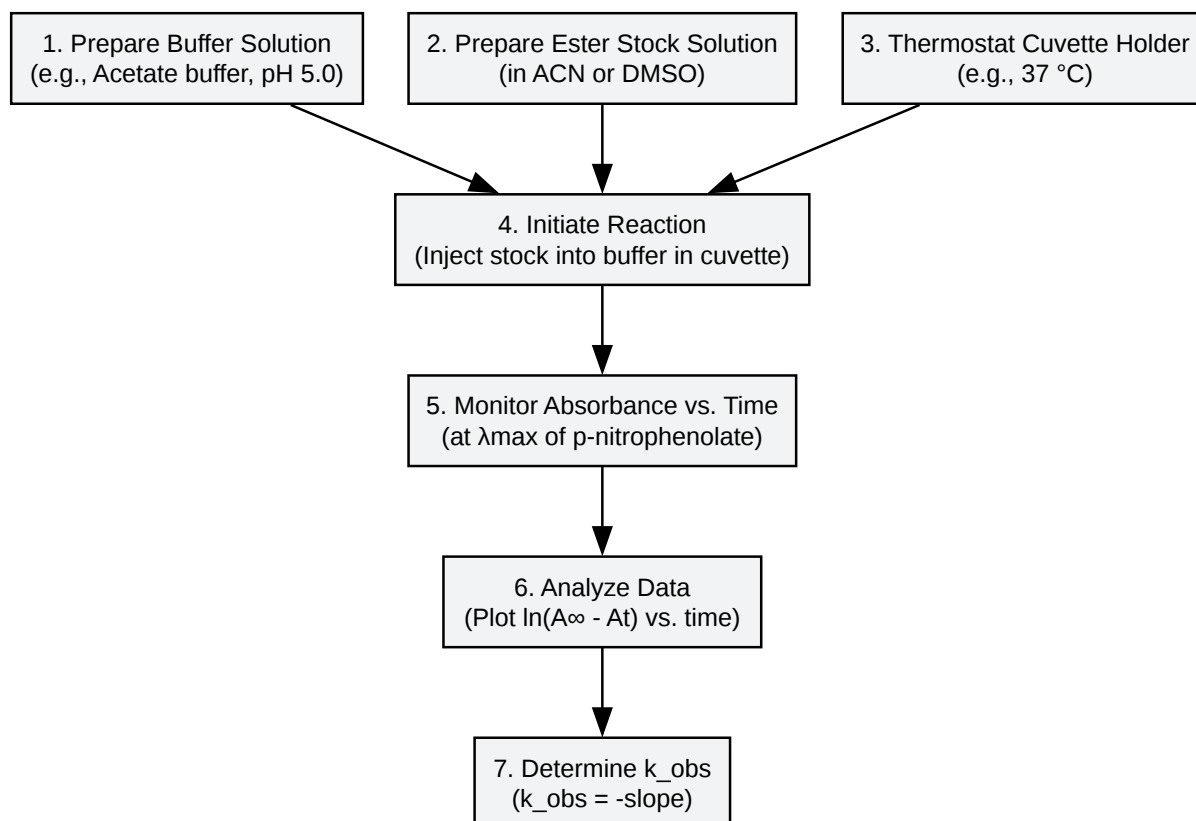 1. Prepare Buffer Solution
(e.g., Acetate buffer, pH 5.0)
2. Prepare Ester Stock Solution
(in ACN or DMSO)
3. Thermostat Cuvette Holder
(e.g., 37 °C)
4. Initiate Reaction
(Inject stock into buffer in cuvette)
5. Monitor Absorbance vs. Time
(at λmax of p-nitrophenolate)
6. Analyze Data
(Plot ln(A∞ - At) vs. time)
7. Determine k_obs
(k_obs = -slope)